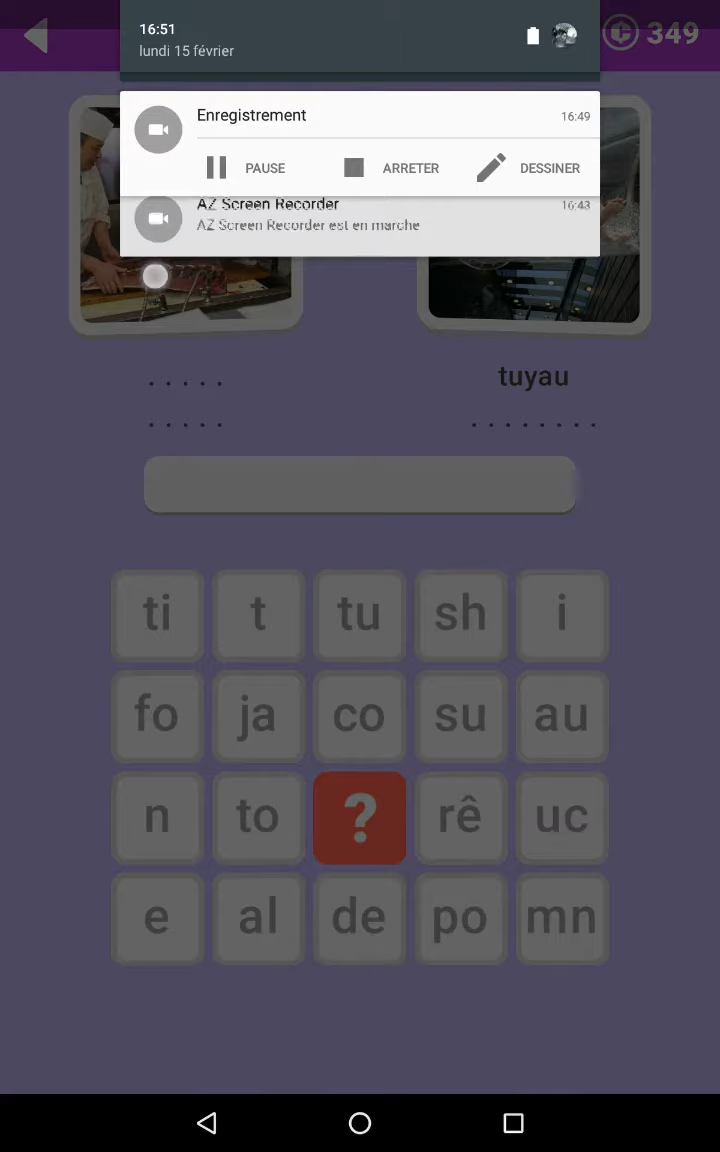 16:51
lundi 15 février
349
Enregistrement
16:49
PAUSE
ARRETER
DESSINER
AZ Screen Recorder
16:43
AZ Screen Recorder est en marche
. . . . .
tuyau
. . . . .
. . . . . . . .
ti t tu sh i
fo ja co su au
n to ? rê uc
e al de po mn